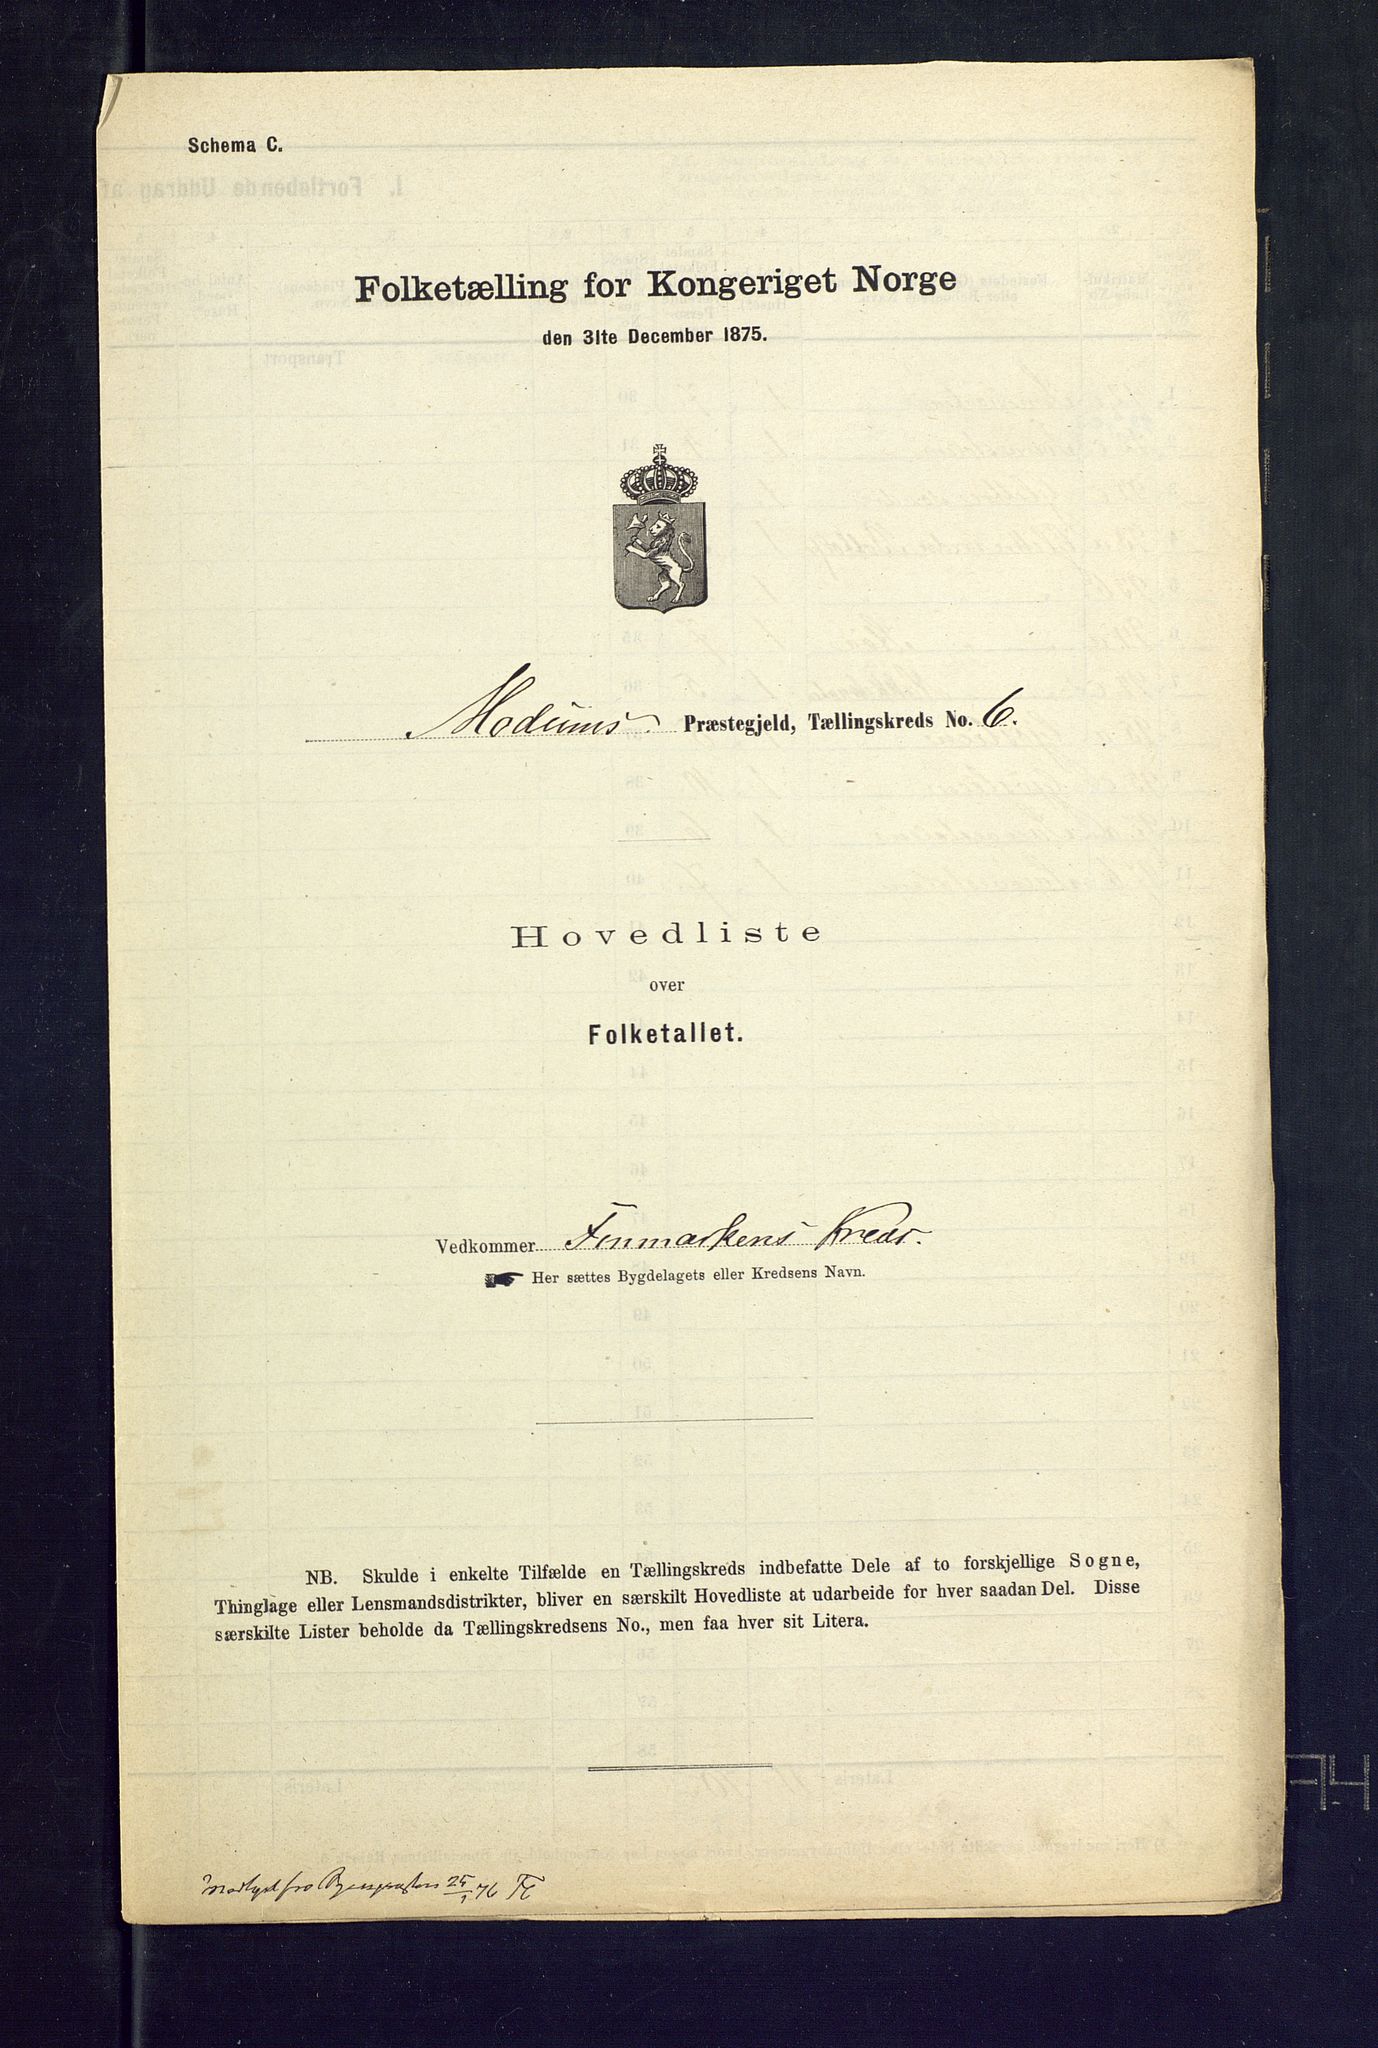 Schema C.
Folketælling for Kongeriget Norge
den 31te December 1875.
Modums Præstegjeld, Tællingskreds No. 6.
Hovedliste
over
Folketallet.
Vedkommer Finmarkens Kreds.
Her sættes Bygdelagets eller Kredsens Navn.
NB. Skulde i enkelte Tilfælde en Tællingskreds indbefatte Dele af to forskjellige Sogne,
Thinglage eller Lensmandsdistrikter, bliver en særskilt Hovedliste at udarbeide for hver saadan Del. Disse
særskilte Lister beholde da Tællingskredsens No., men faa hver sit Litera.
25/1 76